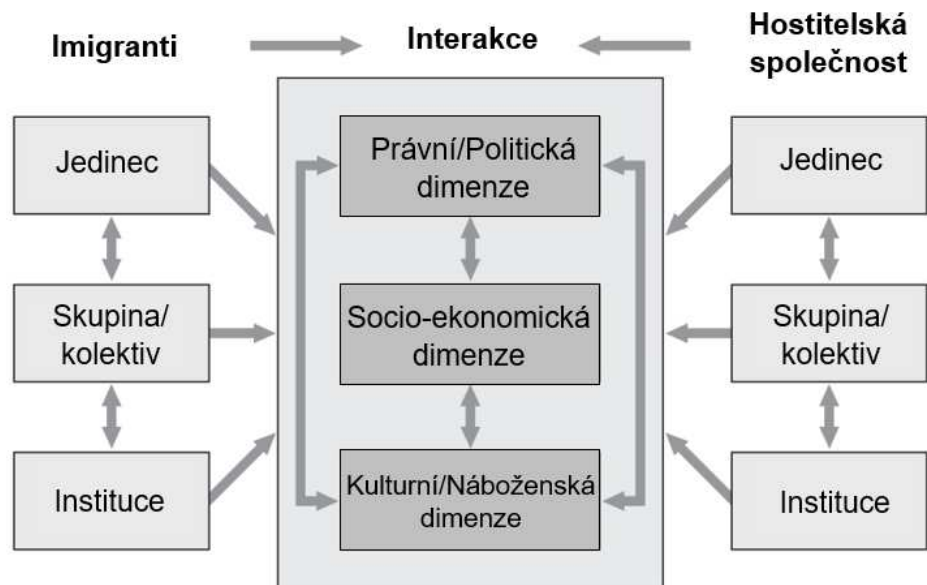 Imigranti
Interakce
Hostitelská
společnost
Jedinec
Právní/Politická
dimenze
Jedinec
Skupina/
kolektiv
Socio-ekonomická
dimenze
Skupina/
kolektiv
Instituce
Kulturní/Náboženská
dimenze
Instituce